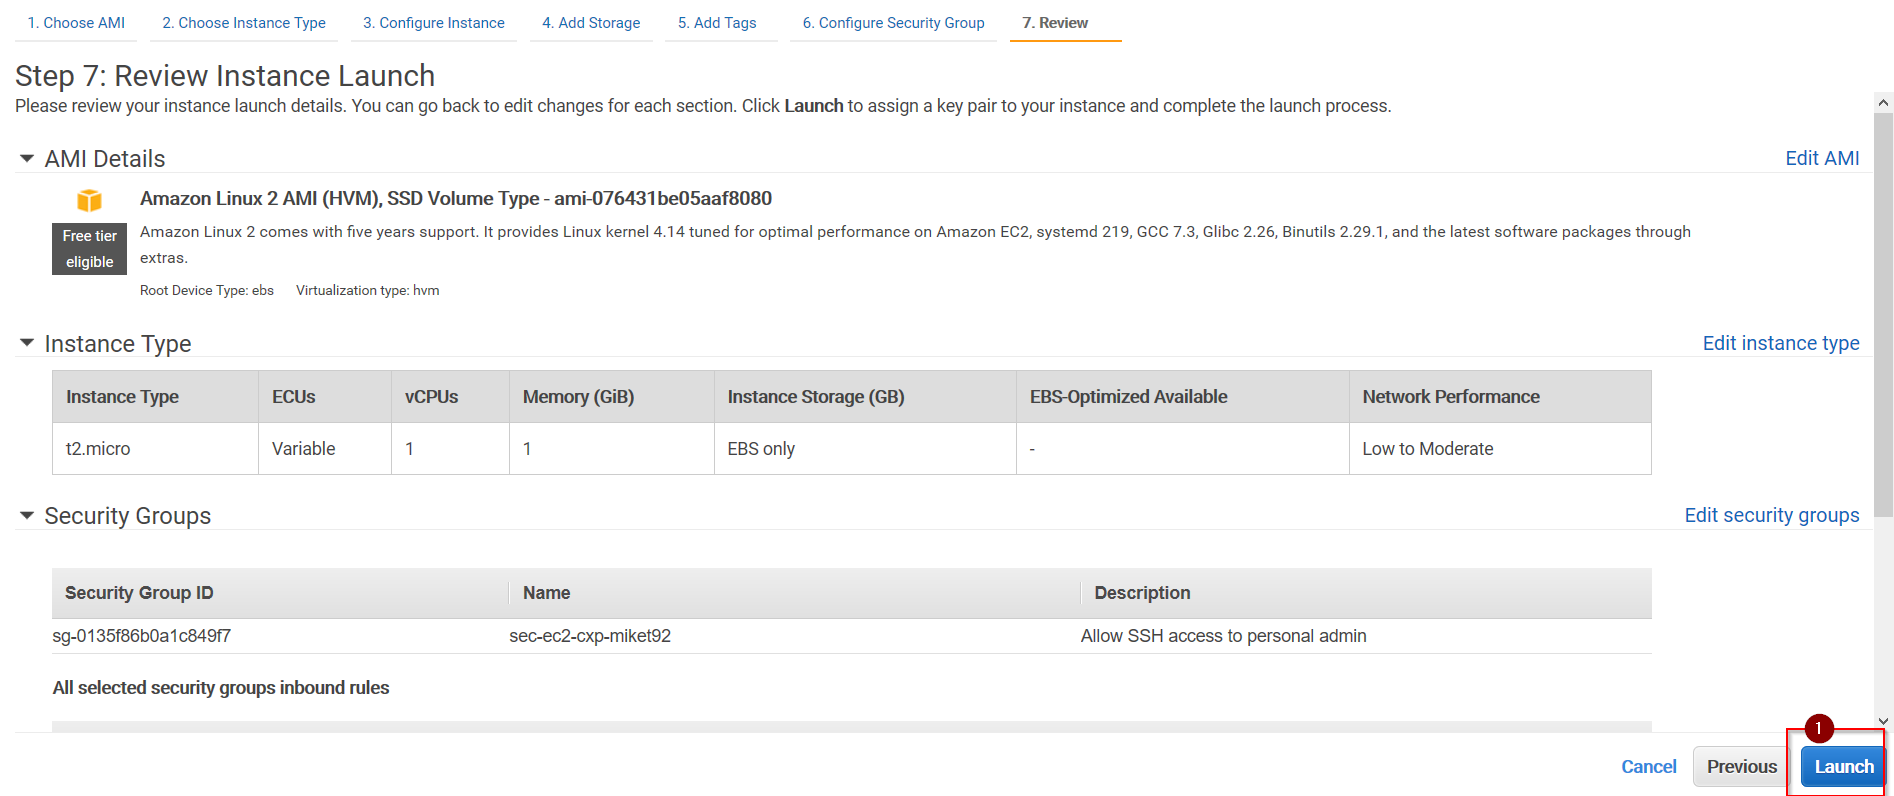 1. Choose AMI 2. Choose Instance Type 3. Configure Instance 4. Add Storage 5. Add Tags 6. Configure Security Group 7. Review
Step 7: Review Instance Launch
Please review your instance launch details. You can go back to edit changes for each section. Click Launch to assign a key pair to your instance and complete the launch process.
AMI Details Edit AMI
Amazon Linux 2 AMI (HVM), SSD Volume Type - ami-076431be05aaf8080
Free tier
eligible
Amazon Linux 2 comes with five years support. It provides Linux kernel 4.14 tuned for optimal performance on Amazon EC2, systemd 219, GCC 7.3, Glibc 2.26, Binutils 2.29.1, and the latest software packages through
extras.
Root Device Type: ebs Virtualization type: hvm
Instance Type Edit instance type
Instance Type ECUs vCPUs Memory (GiB) Instance Storage (GB) EBS-Optimized Available Network Performance
t2.micro Variable 1 1 EBS only - Low to Moderate
Security Groups Edit security groups
Security Group ID Name Description
sg-0135f86b0a1c849f7 sec-ec2-cxp-miket92 Allow SSH access to personal admin
All selected security groups inbound rules
1
Cancel Previous Launch